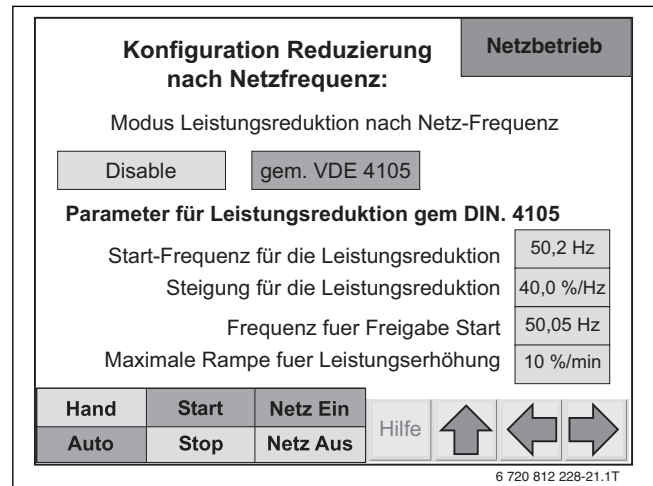 Konfiguration Reduzierung
nach Netzfrequenz:
Netzbetrieb
Modus Leistungsreduktion nach Netz-Frequenz
Disable gem. VDE 4105
Parameter für Leistungsreduktion gem DIN. 4105
Start-Frequenz für die Leistungsreduktion 50,2 Hz
Steigung für die Leistungsreduktion 40,0 %/Hz
Frequenz fuer Freigabe Start 50,05 Hz
Maximale Rampe fuer Leistungserhöhung 10 %/min
Hand Start Netz Ein
Hilfe
Auto Stop Netz Aus
6 720 812 228-21.1T